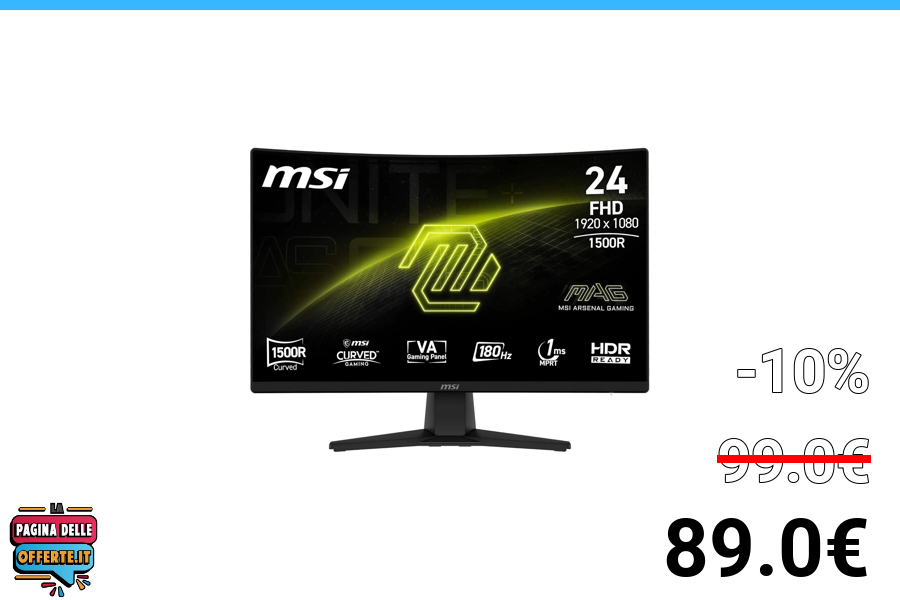 msi
24
FHD
1920 x 1080
1500R
MAG
MSI ARSENAL GAMING
1500R
Curved
msi
CURVED
GAMING
VA
Gaming Panel
180Hz
1ms
MPRT
HDR
READY
msi
-10%
99.0€
89.0€
LA
PAGINA DELLE
OFFERTE.IT